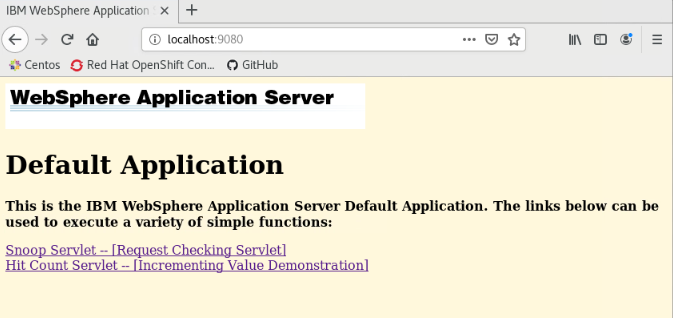 IBM WebSphere Application
localhost:9080
Centos
Red Hat OpenShift Con...
GitHub
WebSphere Application Server
Default Application
This is the IBM WebSphere Application Server Default Application. The links below can be
used to execute a variety of simple functions:
Snoop Servlet -- [Request Checking Servlet]
Hit Count Servlet -- [Incrementing Value Demonstration]